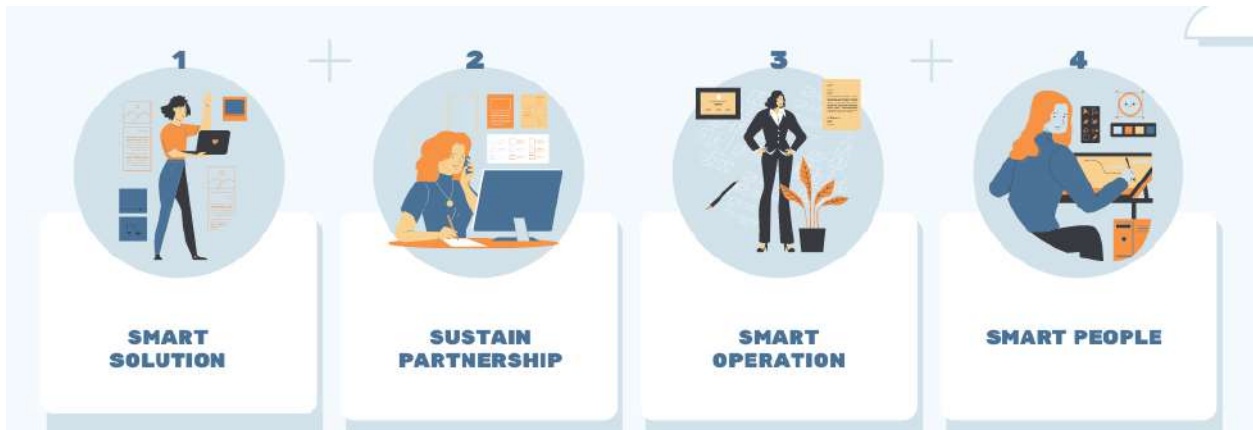 1
2
3
4
SMART
SOLUTION
SUSTAIN
PARTNERSHIP
SMART
OPERATION
SMART PEOPLE